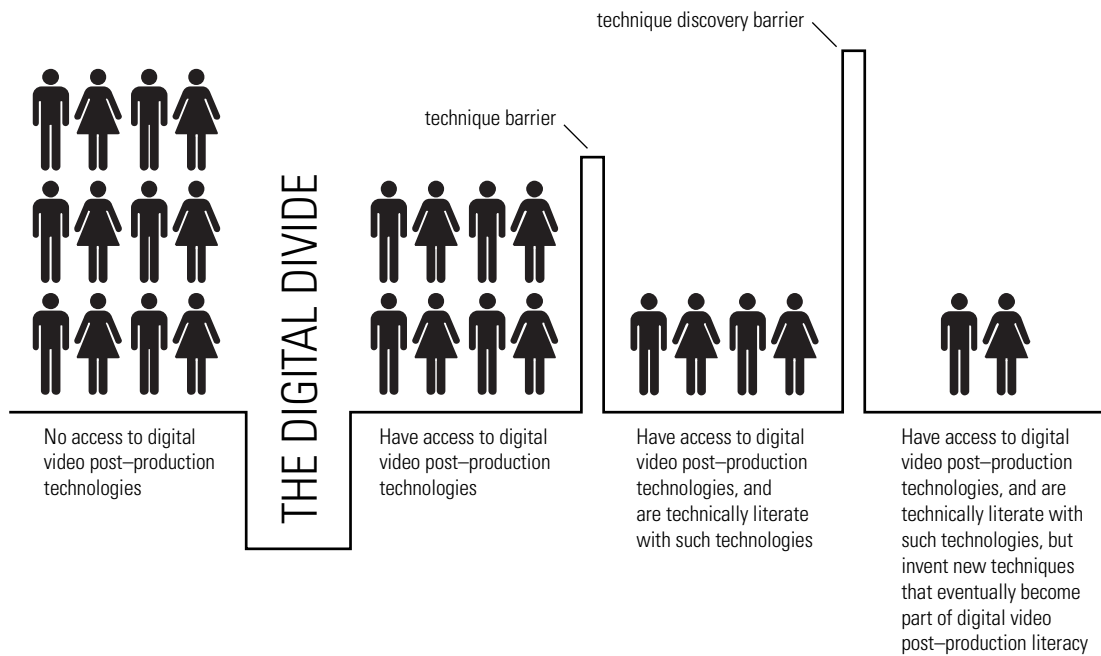 technique discovery barrier
technique barrier
THE DIGITAL DIVIDE
No access to digital
video post–production
technologies
Have access to digital
video post–production
technologies
Have access to digital
video post–production
technologies, and
are technically literate
with such technologies
Have access to digital
video post–production
technologies, and are
technically literate with
such technologies, but
invent new techniques
that eventually become
part of digital video
post–production literacy